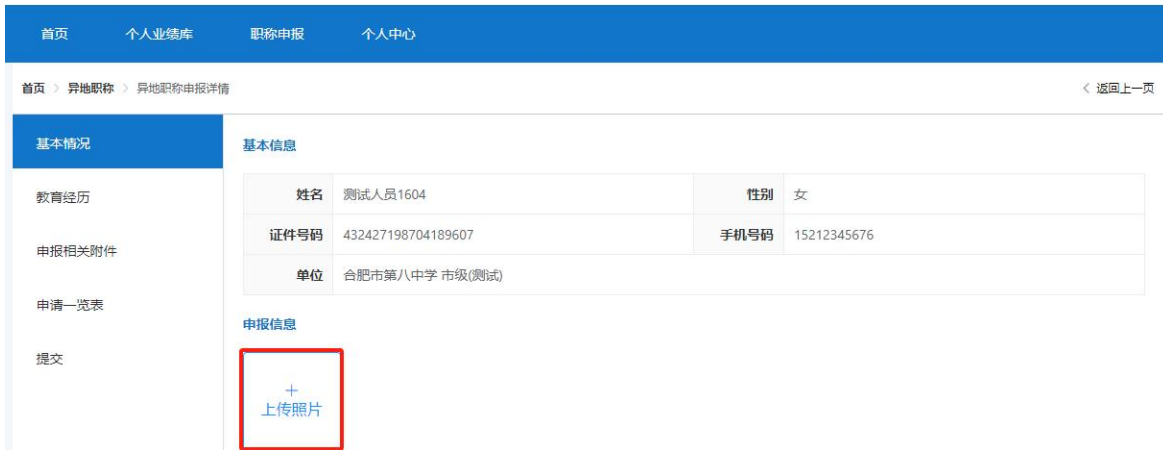 首页 个人业绩库 职称申报 个人中心
首页 > 异地职称 > 异地职称申报详情 < 返回上一页
基本情况 基本信息
姓名 测试人员1604 性别 女
教育经历
证件号码 432427198704189607 手机号码 15212345676
申报相关附件
单位 合肥市第八中学 市级(测试)
申请一览表
申报信息
提交
+
上传照片